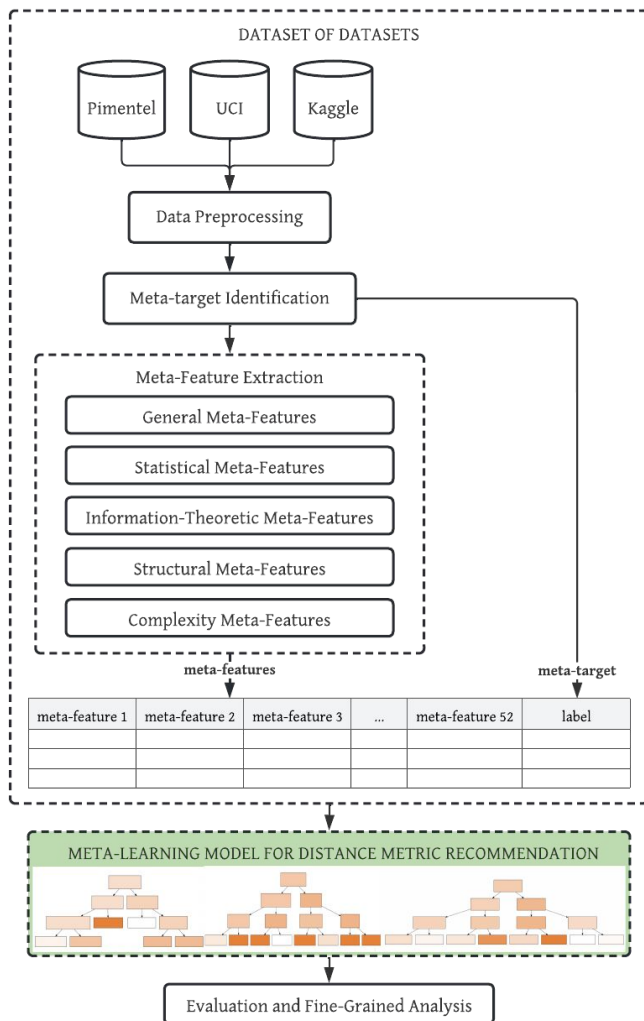 DATASET OF DATASETS
Pimentel UCI Kaggle
Data Preprocessing
Meta-target Identification
Meta-Feature Extraction
General Meta-Features
Statistical Meta-Features
Information-Theoretic Meta-Features
Structural Meta-Features
Complexity Meta-Features
meta-features meta-target
meta-feature 1 meta-feature 2 meta-feature 3 ... meta-feature 52 label
META-LEARNING MODEL FOR DISTANCE METRIC RECOMMENDATION
Evaluation and Fine-Grained Analysis